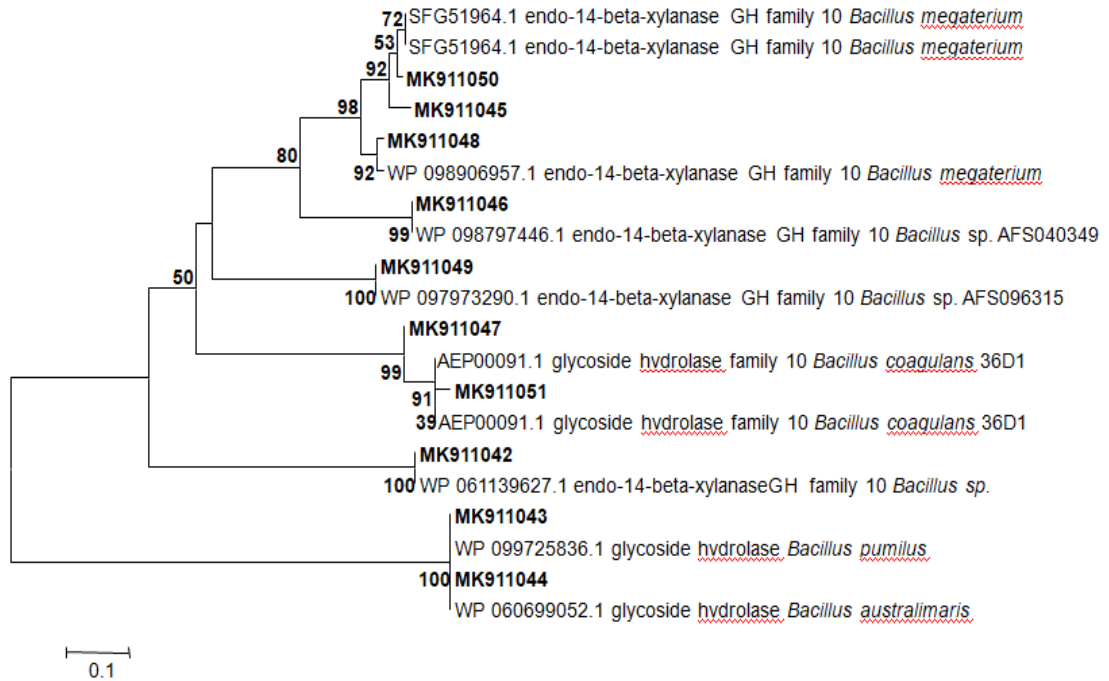 72 SFG51964.1 endo-14-beta-xylanase GH family 10 Bacillus megaterium
53 SFG51964.1 endo-14-beta-xylanase GH family 10 Bacillus megaterium
92 MK911050
98 MK911045
MK911048
80
92 WP 098906957.1 endo-14-beta-xylanase GH family 10 Bacillus megaterium
MK911046
99 WP 098797446.1 endo-14-beta-xylanase GH family 10 Bacillus sp. AFS040349
MK911049
50
100 WP 097973290.1 endo-14-beta-xylanase GH family 10 Bacillus sp. AFS096315
MK911047
AEP00091.1 glycoside hvdrolase family 10 Bacillus coagulans 36D1
99
91 MK911051
39 AEP00091.1 glycoside hvdrolase family 10 Bacillus coagulans 36D1
MK911042
100 WP 061139627.1 endo-14-beta-xylanaseGH family 10 Bacillus sp.
MK911043
WP 099725836.1 glycoside hvdrolase Bacillus pumilus
100 MK911044
WP 060699052.1 glycoside hvdrolase Bacillus australimaris
0.1